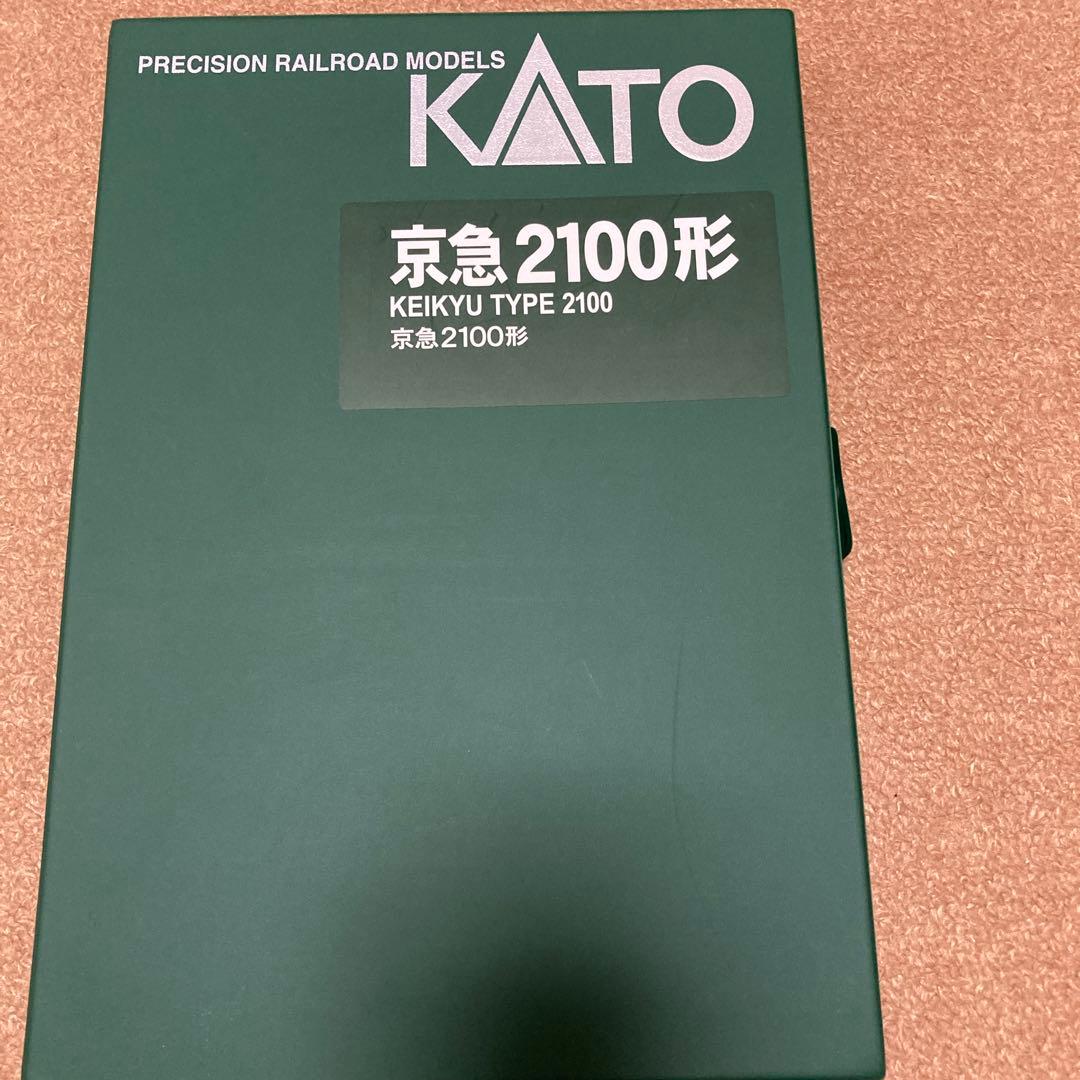 PRECISION RAILROAD MODELS
KATO
京急2100形
KEIKYU TYPE 2100
京急2100形